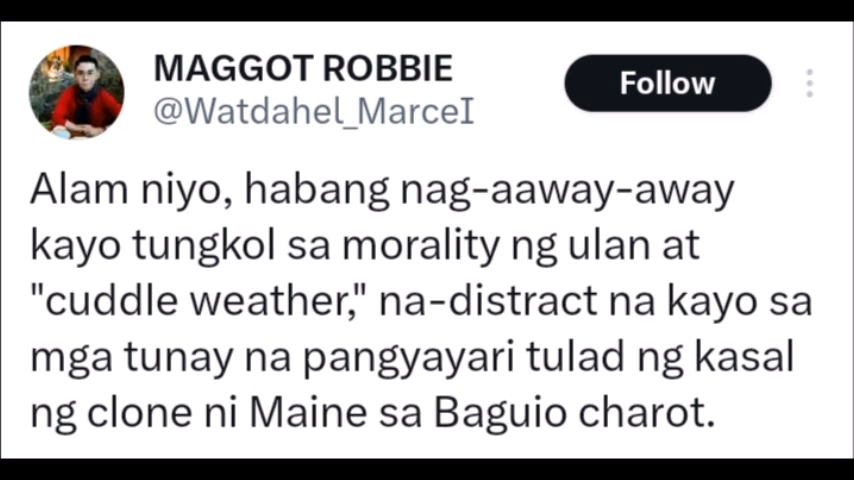 MAGGOT ROBBIE
@Watdahel_MarceI
Follow
Alam niyo, habang nag-aaway-away
kayo tungkol sa morality ng ulan at
"cuddle weather," na-distract na kayo sa
mga tunay na pangyayari tulad ng kasal
ng clone ni Maine sa Baguio charot.